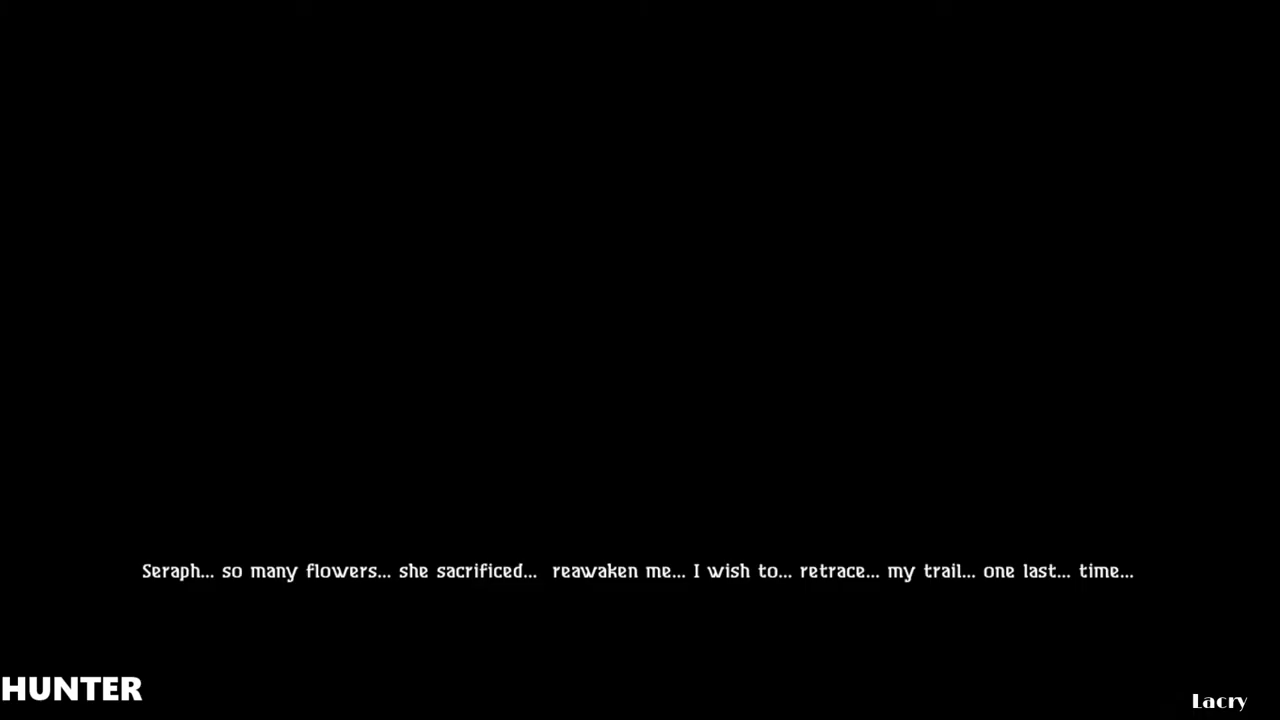 Seraph... so many flowers... she sacrificed...  reawaken me... I wish to... retrace... my trail... one last... time...
HUNTER
Lacry